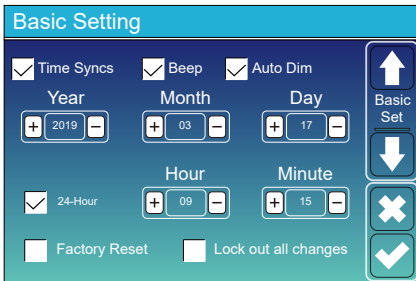 Basic Setting
Time Syncs Beep Auto Dim
Year Month Day
+ 2019 − + 03 − + 17 −
Basic
Set
Hour Minute
24-Hour + 09 − + 15 −
Factory Reset Lock out all changes